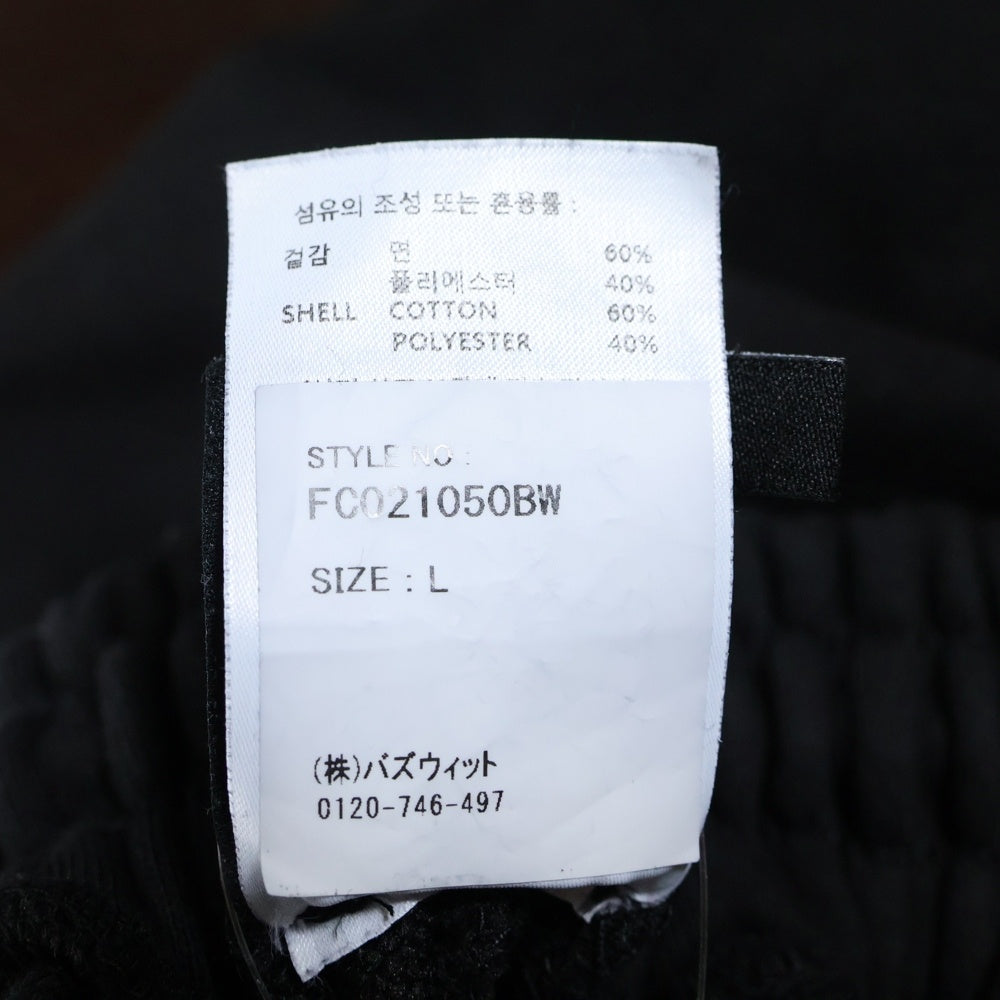 섬유의 조성 또는 혼용률 :
겉감 면 60%
폴리에스터 40%
SHELL COTTON 60%
POLYESTER 40%
STYLE NO :
FC021050BW
SIZE : L
(株)バズウィット
0120-746-497